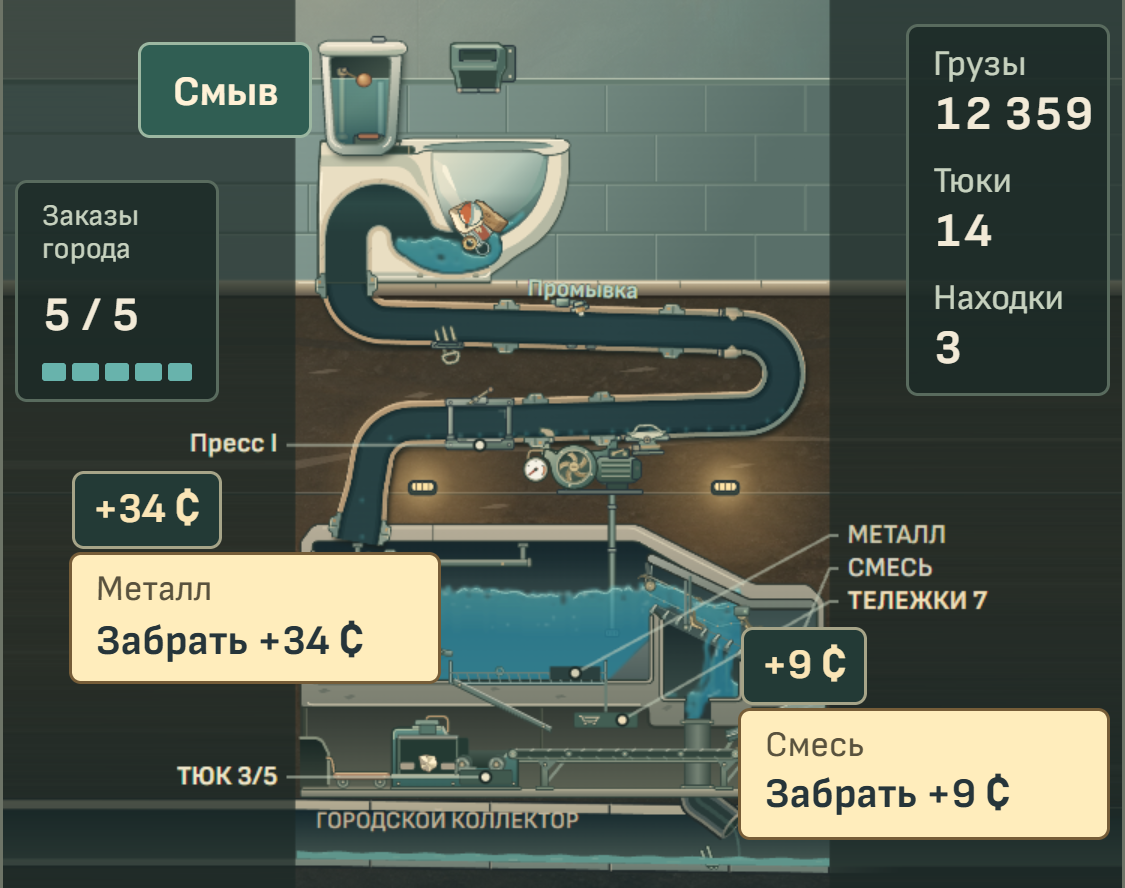 Смыв
Грузы
12 359
Тюки
14
Находки
3
Заказы
города
5 / 5
Промывка
Пресс I
+34 ₵
Металл
Забрать +34 ₵
МЕТАЛЛ
СМЕСЬ
ТЕЛЕЖКИ 7
+9 ₵
Смесь
Забрать +9 ₵
ТЮК 3/5
ГОРОДСКОЙ КОЛЛЕКТОР